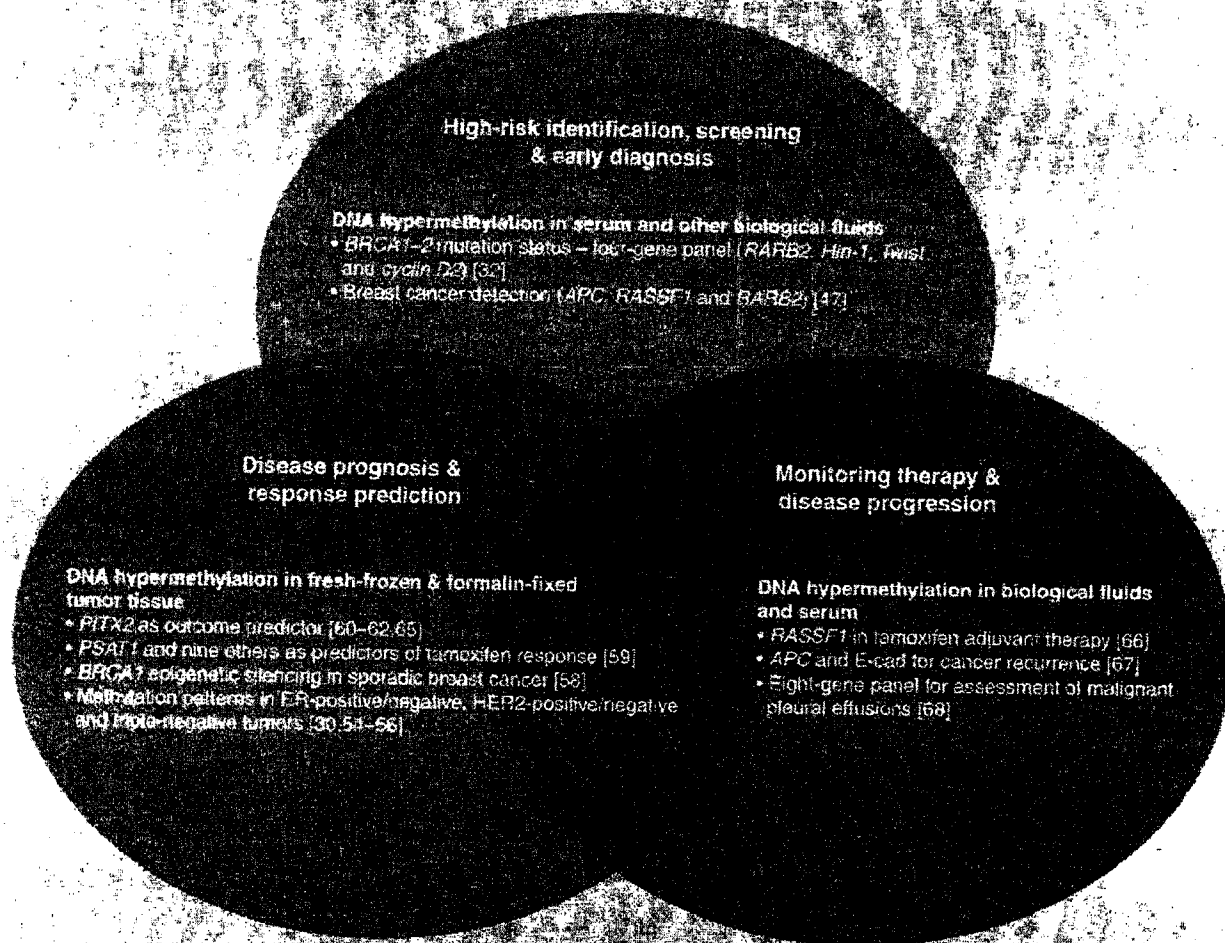 High-risk identification, screening
& early diagnosis
DNA hypermethylation in serum and other biological fluids
• BRCA1–2 mutation status – four-gene panel (RARB2, Hin-1, Twist
and cyclin D2) [32]
• Breast cancer detection (APC, RASSF1 and RARB2) [47]
Disease prognosis &
response prediction
DNA hypermethylation in fresh-frozen & formalin-fixed
tumor tissue
• PITX2 as outcome predictor [60–62,65]
• PSAT1 and nine others as predictors of tamoxifen response [59]
• BRCA1 epigenetic silencing in sporadic breast cancer [58]
• Methylation patterns in ER-positive/negative, HER2-positive/negative
and triple-negative tumors [30,54–56]
Monitoring therapy &
disease progression
DNA hypermethylation in biological fluids
and serum
• RASSF1 in tamoxifen adjuvant therapy [66]
• APC and E-cad for cancer recurrence [67]
• Eight-gene panel for assessment of malignant
pleural effusions [68]